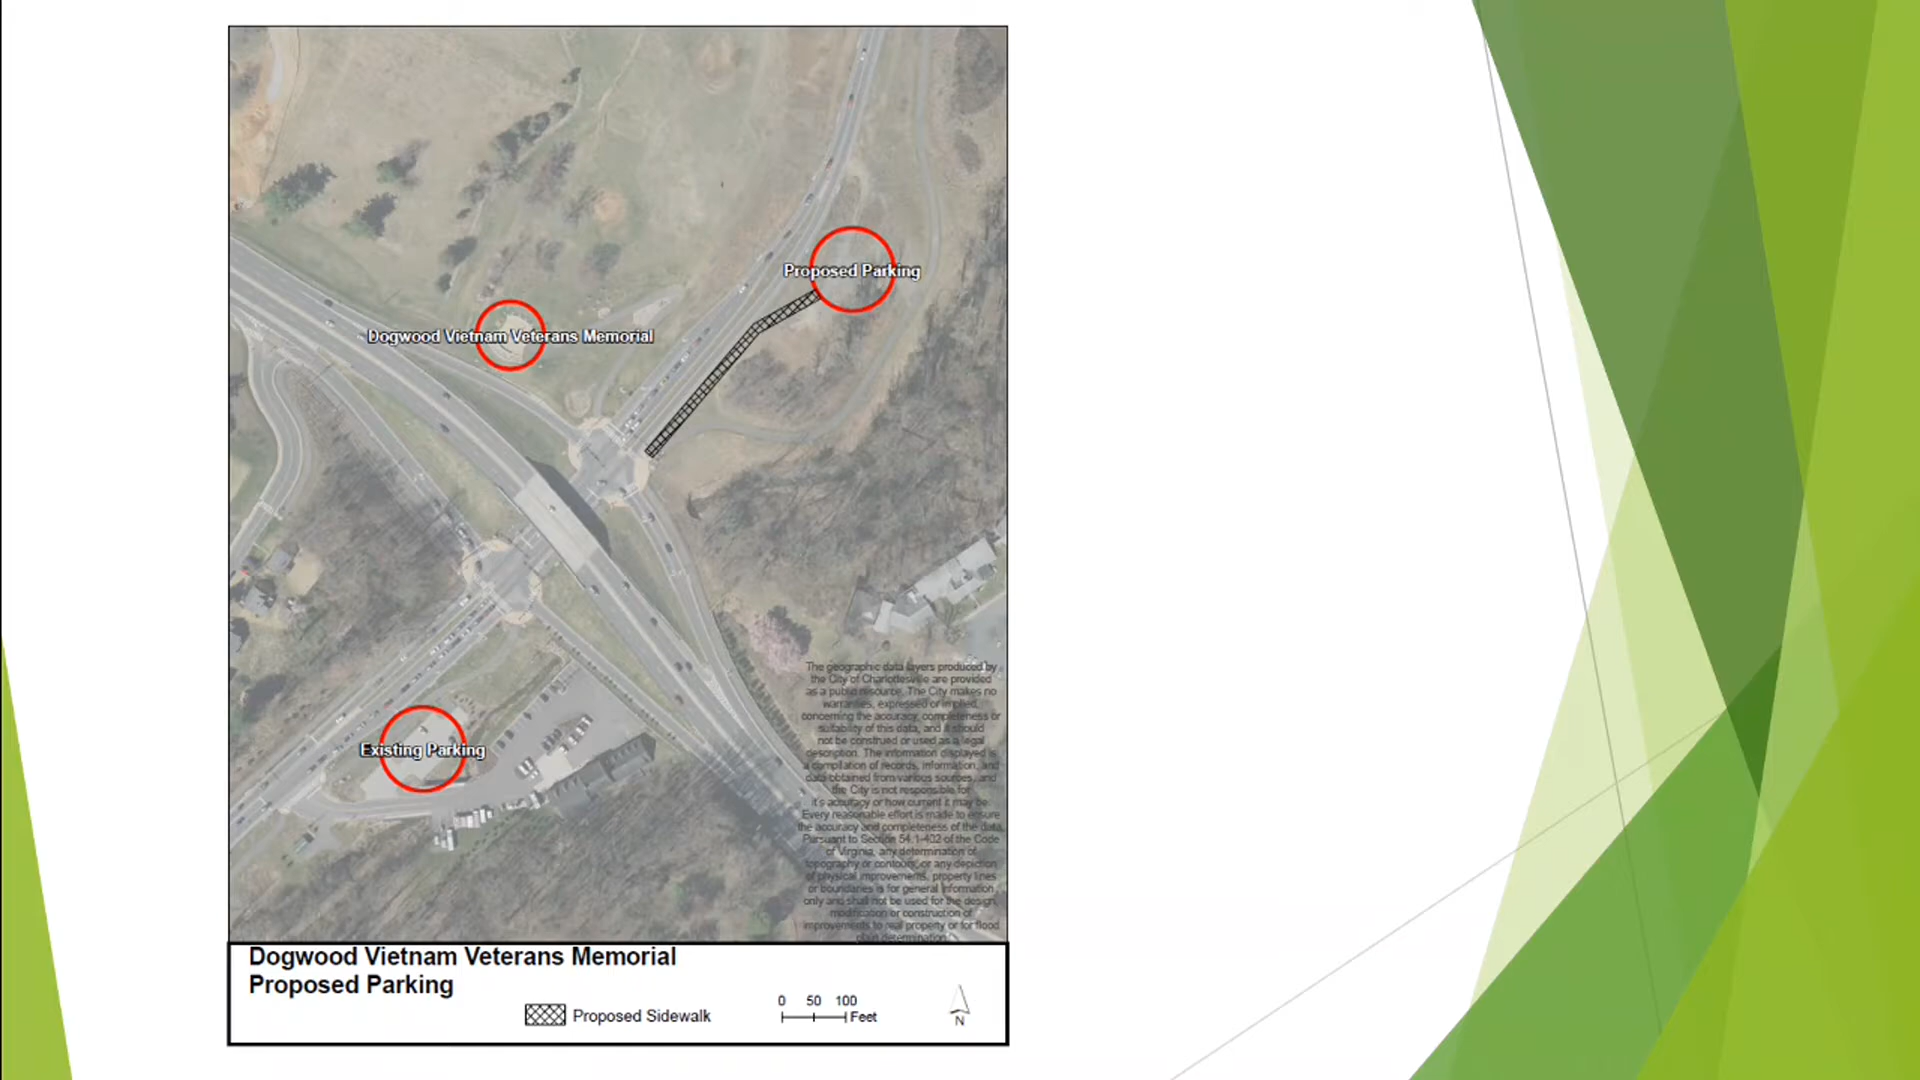 Proposed Parking
Dogwood Vietnam Veterans Memorial
Existing Parking
The geographic data layers produced by
the City of Charlottesville are provided
as a public resource. The City makes no
warranties, expressed or implied,
concerning the accuracy, completeness or
suitability of this data, and it should
not be construed or used as a legal
description. The information displayed is
a compilation of records, information, and
data obtained from various sources, and
the City is not responsible for
it's accuracy or how current it may be.
Every reasonable effort is made to ensure
the accuracy and completeness of the data.
Pursuant to Section 54.1-402 of the Code
of Virginia, any determination of
topography or contours, or any depiction
of physical improvements, property lines
or boundaries is for general information
only and shall not be used for the design,
modification or construction of
improvements to real property or for flood
plain determination.
Dogwood Vietnam Veterans Memorial
Proposed Parking
Proposed Sidewalk
0 50 100
Feet
N